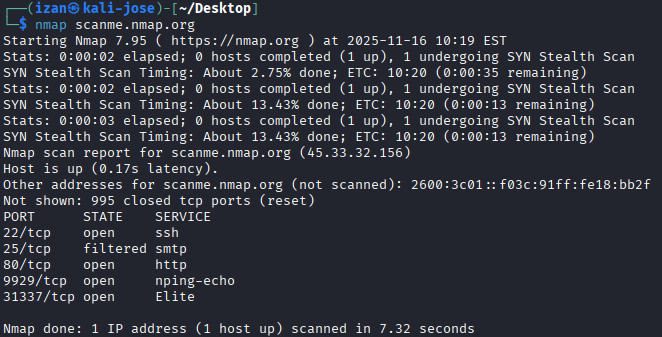 ┌──(izan㉿kali-jose)-[~/Desktop]
└─$ nmap scanme.nmap.org
Starting Nmap 7.95 ( https://nmap.org ) at 2025-11-16 10:19 EST
Stats: 0:00:02 elapsed; 0 hosts completed (1 up), 1 undergoing SYN Stealth Scan
SYN Stealth Scan Timing: About 2.75% done; ETC: 10:20 (0:00:35 remaining)
Stats: 0:00:02 elapsed; 0 hosts completed (1 up), 1 undergoing SYN Stealth Scan
SYN Stealth Scan Timing: About 13.43% done; ETC: 10:20 (0:00:13 remaining)
Stats: 0:00:03 elapsed; 0 hosts completed (1 up), 1 undergoing SYN Stealth Scan
SYN Stealth Scan Timing: About 13.43% done; ETC: 10:20 (0:00:13 remaining)
Nmap scan report for scanme.nmap.org (45.33.32.156)
Host is up (0.17s latency).
Other addresses for scanme.nmap.org (not scanned): 2600:3c01::f03c:91ff:fe18:bb2f
Not shown: 995 closed tcp ports (reset)
PORT      STATE    SERVICE
22/tcp    open     ssh
25/tcp    filtered smtp
80/tcp    open     http
9929/tcp  open     nping-echo
31337/tcp open     Elite
Nmap done: 1 IP address (1 host up) scanned in 7.32 seconds